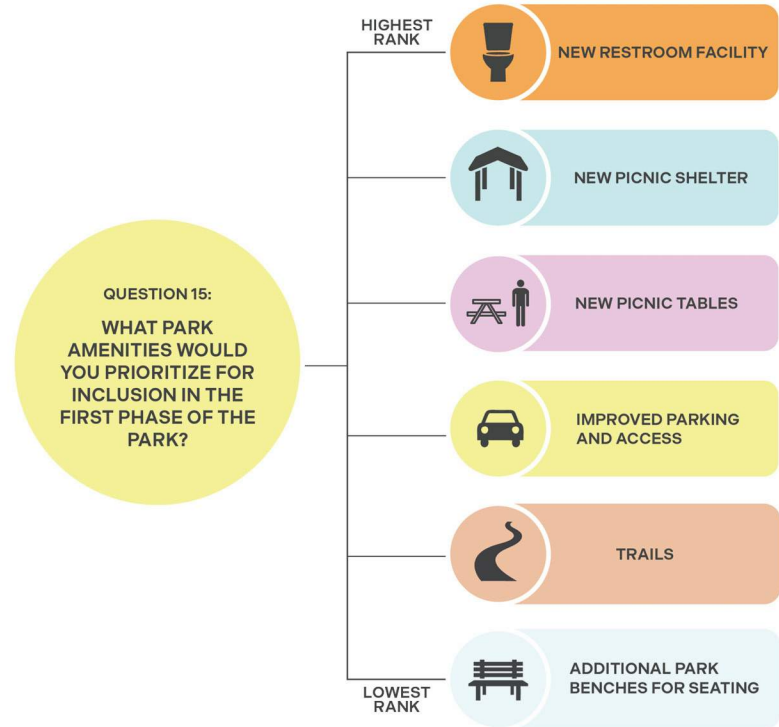 HIGHEST
RANK
NEW RESTROOM FACILITY
NEW PICNIC SHELTER
QUESTION 15:
WHAT PARK
AMENITIES WOULD
YOU PRIORITIZE FOR
INCLUSION IN THE
FIRST PHASE OF THE
PARK?
NEW PICNIC TABLES
IMPROVED PARKING
AND ACCESS
TRAILS
ADDITIONAL PARK
BENCHES FOR SEATING
LOWEST
RANK